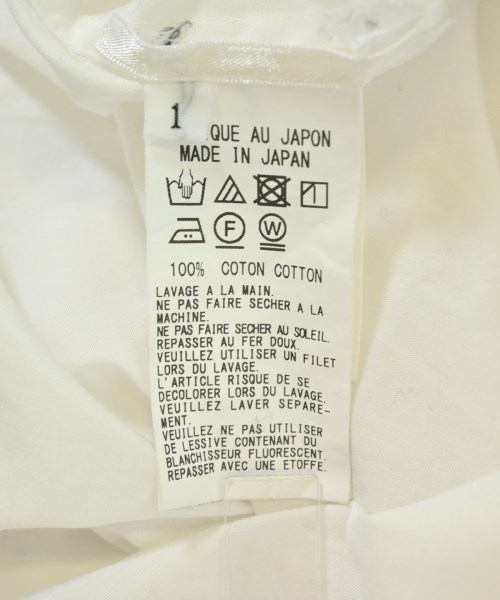 1
QUE AU JAPON
MADE IN JAPAN
F W
100% COTON COTTON
LAVAGE A LA MAIN.
NE PAS FAIRE SECHER A LA
MACHINE.
NE PAS FAIRE SECHER AU SOLEIL.
REPASSER AU FER DOUX.
VEUILLEZ UTILISER UN FILET
LORS DU LAVAGE.
L'ARTICLE RISQUE DE SE
DECOLORER LORS DU LAVAGE.
VEUILLEZ LAVER SEPARE-
MENT.
VEUILLEZ NE PAS UTILISER
DE LESSIVE CONTENANT DU
BLANCHISSEUR FLUORESCENT.
REPASSER AVEC UNE ETOFFE.